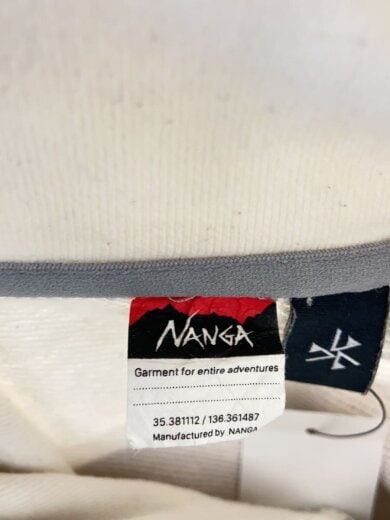 NANGA
Garment for entire adventures
35.381112 / 136.361487
Manufactured by NANGA